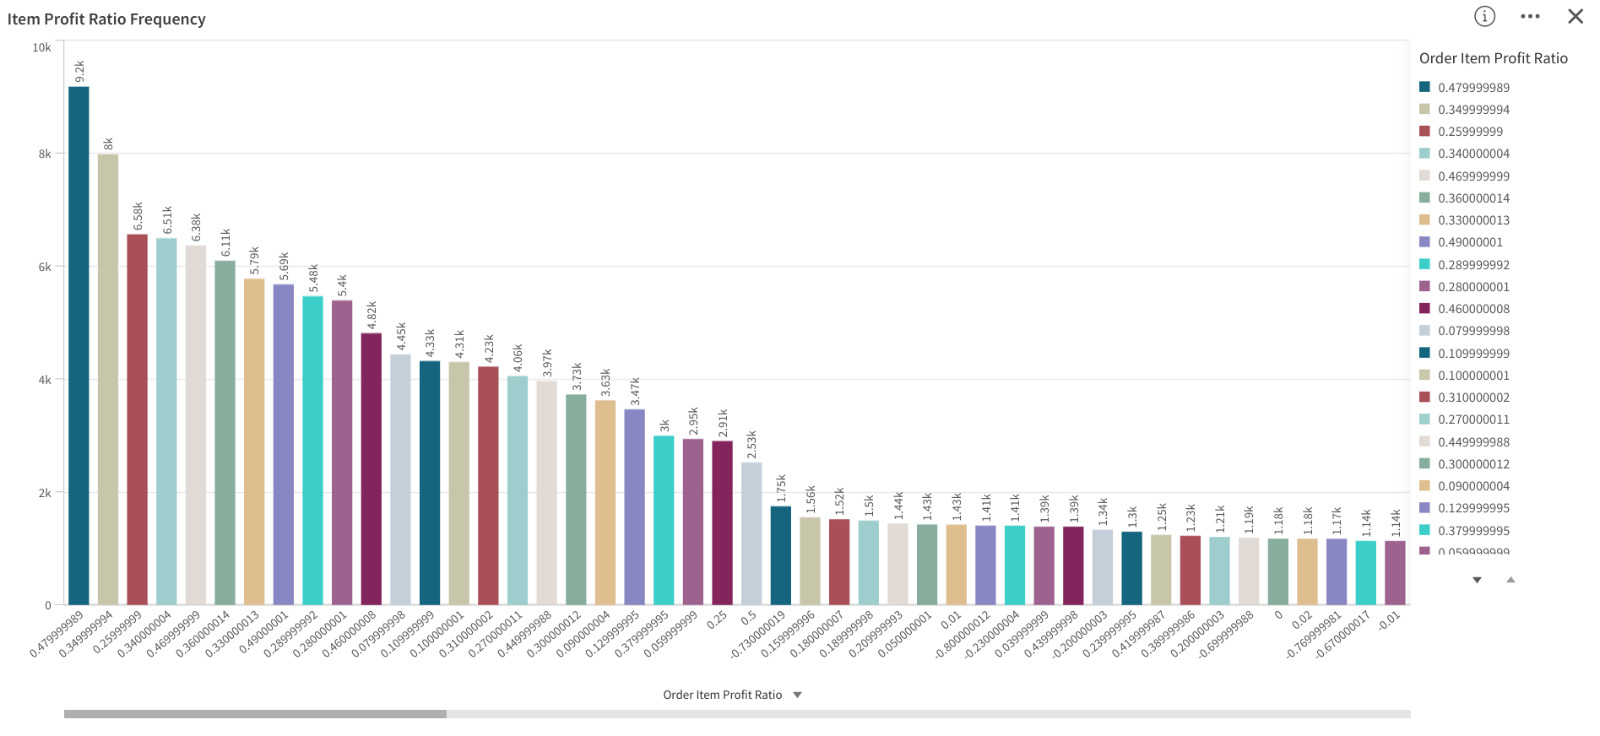 Item Profit Ratio Frequency
10k
8k
6k
4k
2k
0
9.2k
8k
6.58k
6.51k
6.38k
6.11k
5.79k
5.69k
5.48k
5.4k
4.82k
4.45k
4.33k
4.31k
4.23k
4.06k
3.97k
3.73k
3.63k
3.47k
3k
2.95k
2.91k
2.53k
1.75k
1.56k
1.52k
1.5k
1.44k
1.43k
1.43k
1.41k
1.41k
1.39k
1.39k
1.34k
1.3k
1.25k
1.23k
1.21k
1.19k
1.18k
1.18k
1.17k
1.14k
1.14k
0.479999989
0.349999994
0.25999999
0.340000004
0.469999999
0.360000014
0.330000013
0.49000001
0.289999992
0.280000001
0.460000008
0.079999998
0.109999999
0.100000001
0.310000002
0.270000011
0.449999988
0.300000012
0.090000004
0.129999995
0.379999995
0.059999999
0.25
0.5
-0.730000019
0.159999996
0.180000007
0.189999998
0.209999993
0.050000001
0.01
-0.800000012
-0.230000004
0.039999999
0.439999998
-0.200000003
0.239999995
0.419999987
0.389999986
0.200000003
-0.699999988
0
0.02
-0.769999981
-0.670000017
-0.01
Order Item Profit Ratio
Order Item Profit Ratio
0.479999989
0.349999994
0.25999999
0.340000004
0.469999999
0.360000014
0.330000013
0.49000001
0.289999992
0.280000001
0.460000008
0.079999998
0.109999999
0.100000001
0.310000002
0.270000011
0.449999988
0.300000012
0.090000004
0.129999995
0.379999995
0.059999999